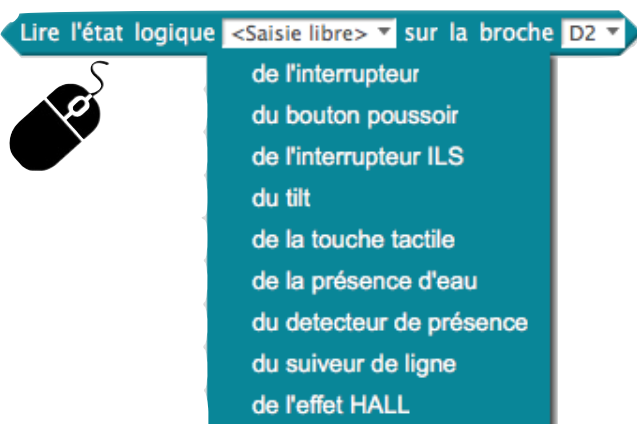 Lire l'état logique <Saisie libre> sur la broche D2
de l'interrupteur
du bouton poussoir
de l'interrupteur ILS
du tilt
de la touche tactile
de la présence d'eau
du detecteur de présence
du suiveur de ligne
de l'effet HALL